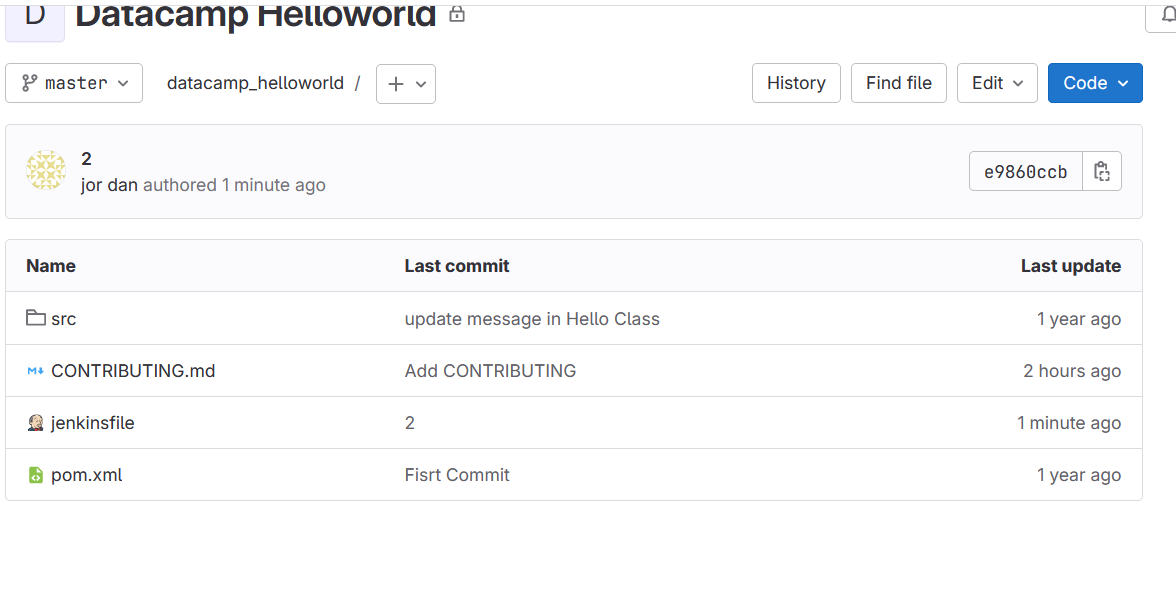 D Datacamp Helloworld
master datacamp_helloworld / + History Find file Edit Code
2
jor dan authored 1 minute ago e9860ccb
Name Last commit Last update
src update message in Hello Class 1 year ago
M↓ CONTRIBUTING.md Add CONTRIBUTING 2 hours ago
jenkinsfile 2 1 minute ago
pom.xml Fisrt Commit 1 year ago